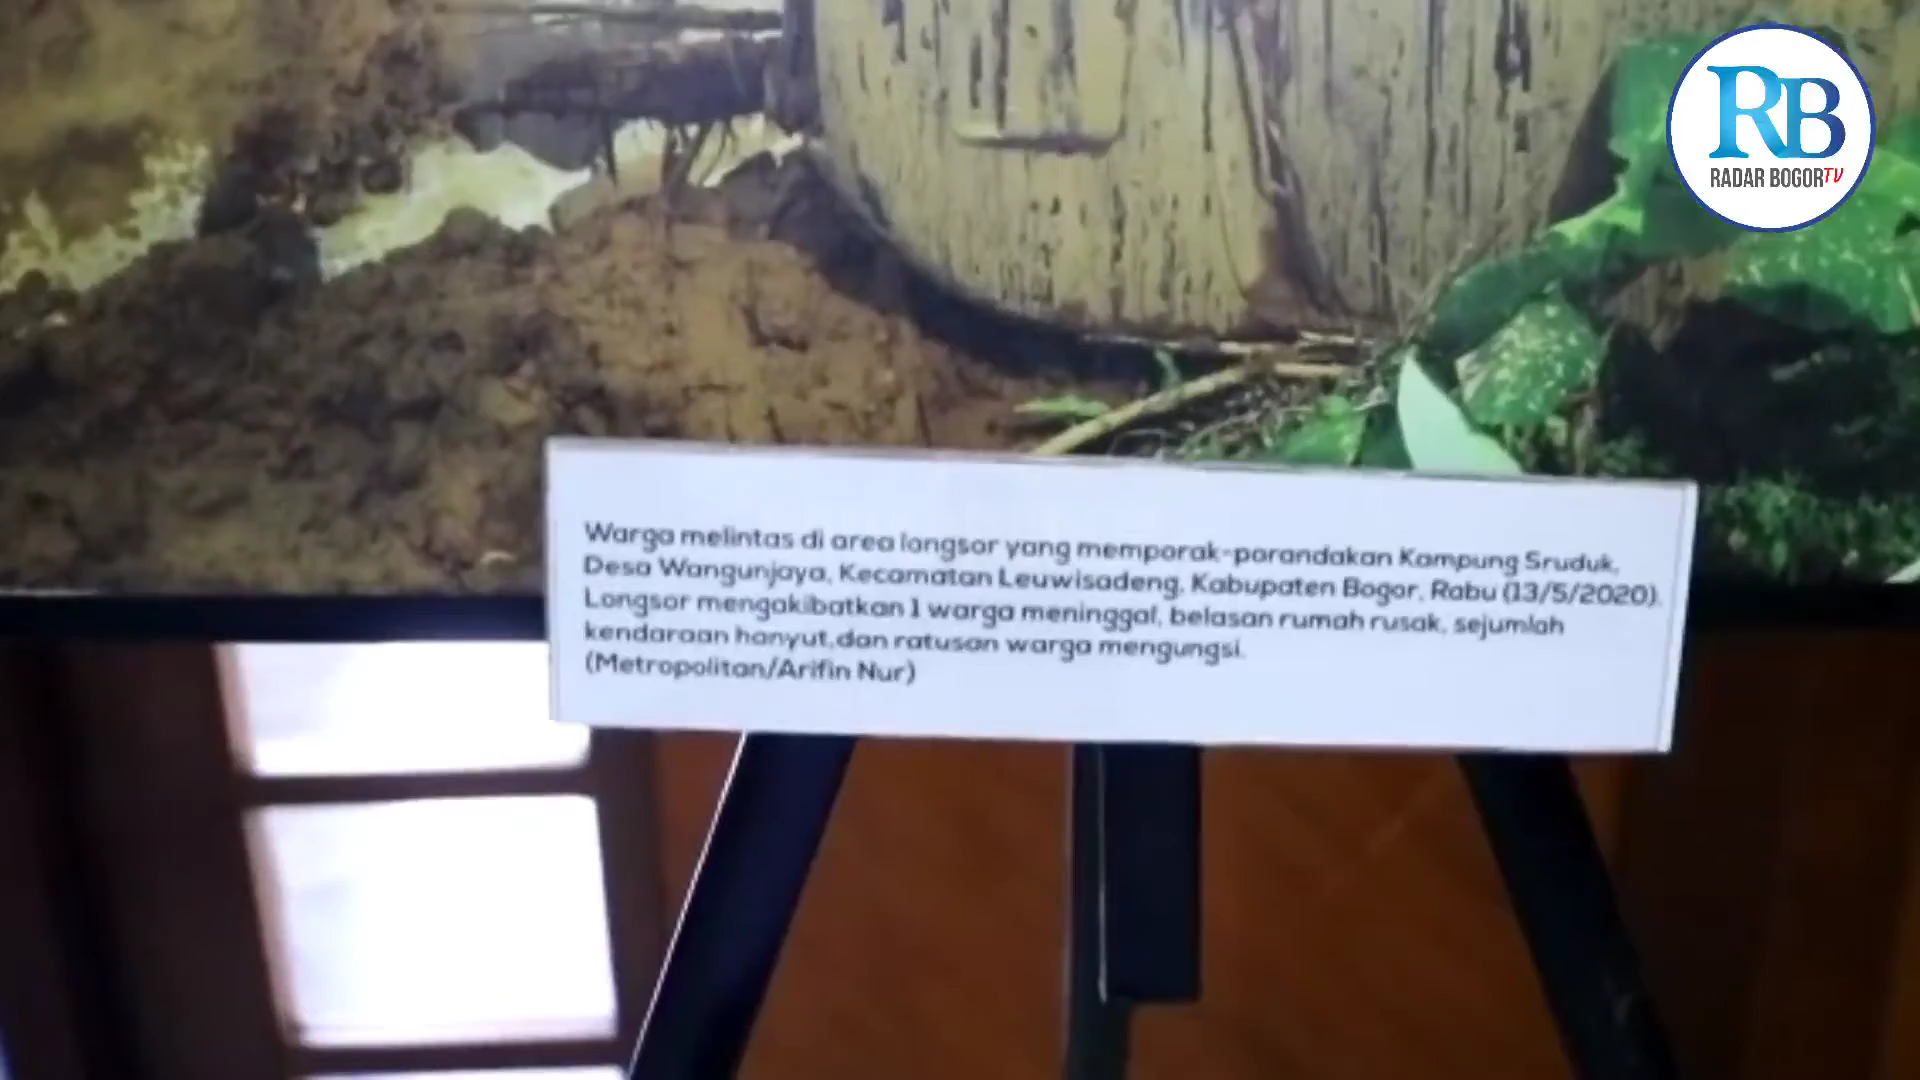 RB
RADAR BOGOR TV
Warga melintas di area longsor yang memporak-porandakan Kampung Sruduk,
Desa Wangunjaya, Kecamatan Leuwisadeng, Kabupaten Bogor, Rabu (13/5/2020).
Longsor mengakibatkan 1 warga meninggal, belasan rumah rusak, sejumlah
kendaraan hanyut,dan ratusan warga mengungsi.
(Metropolitan/Arifin Nur)